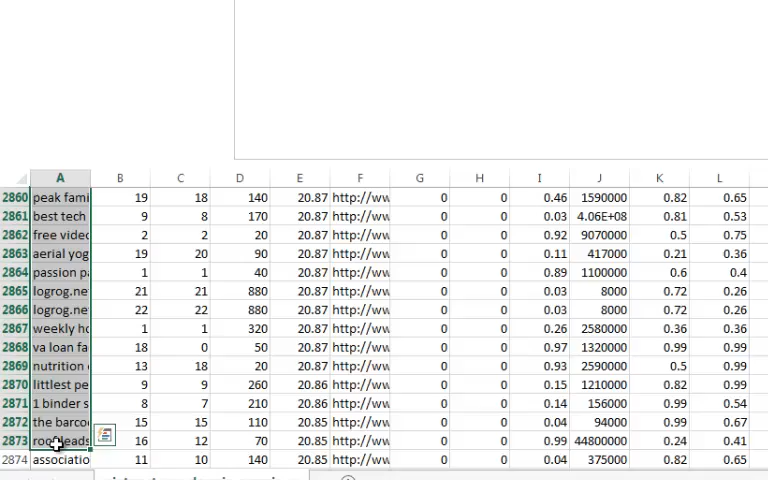 A B C D E F G H I J K L
2860 peak fami 19 18 140 20.87 http://ww 0 0 0.46 1590000 0.82 0.65
2861 best tech 9 8 170 20.87 http://ww 0 0 0.03 4.06E+08 0.81 0.53
2862 free videc 2 2 20 20.87 http://ww 0 0 0.92 9070000 0.5 0.75
2863 aerial yog 19 20 90 20.87 http://ww 0 0 0.11 417000 0.21 0.36
2864 passion pa 1 1 40 20.87 http://ww 0 0 0.89 1100000 0.6 0.4
2865 logrog.ne 21 21 880 20.87 http://ww 0 0 0.03 8000 0.72 0.26
2866 logrog.ne 22 22 880 20.87 http://ww 0 0 0.03 8000 0.72 0.26
2867 weekly ho 1 1 320 20.87 http://ww 0 0 0.26 2580000 0.36 0.36
2868 va loan fa 18 0 50 20.87 http://ww 0 0 0.97 1320000 0.99 0.99
2869 nutrition 13 18 20 20.87 http://ww 0 0 0.93 2590000 0.5 0.99
2870 littlest pe 9 9 260 20.86 http://ww 0 0 0.15 1210000 0.82 0.99
2871 1 binder s 8 7 210 20.86 http://ww 0 0 0.14 156000 0.99 0.54
2872 the barco 15 15 110 20.85 http://ww 0 0 0.04 94000 0.99 0.67
2873 16 12 70 20.85 http://ww 0 0 0.99 44800000 0.24 0.41
2874 associatio 11 10 140 20.85 http://ww 0 0 0.04 375000 0.82 0.65